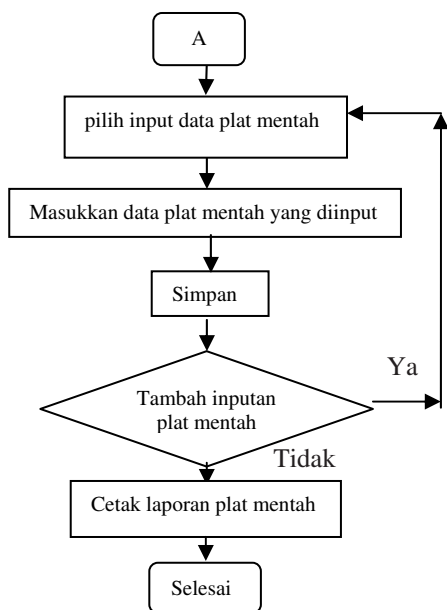 A
pilih input data plat mentah
Masukkan data plat mentah yang diinput
Simpan
Ya
Tambah inputan
plat mentah
Tidak
Cetak laporan plat mentah
Selesai